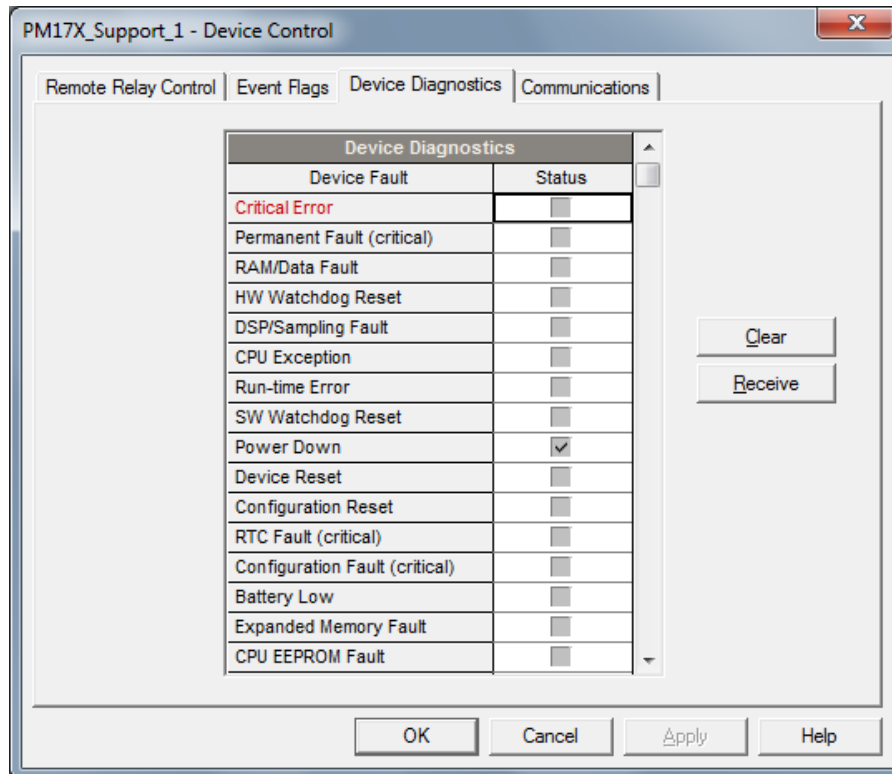 PM17X_Support_1 - Device Control
Remote Relay Control Event Flags Device Diagnostics Communications
Device Diagnostics
Device Fault Status
Critical Error
Permanent Fault (critical)
RAM/Data Fault
HW Watchdog Reset
DSP/Sampling Fault
CPU Exception
Run-time Error
SW Watchdog Reset
Power Down
Device Reset
Configuration Reset
RTC Fault (critical)
Configuration Fault (critical)
Battery Low
Expanded Memory Fault
CPU EEPROM Fault
Clear
Receive
OK Cancel Apply Help